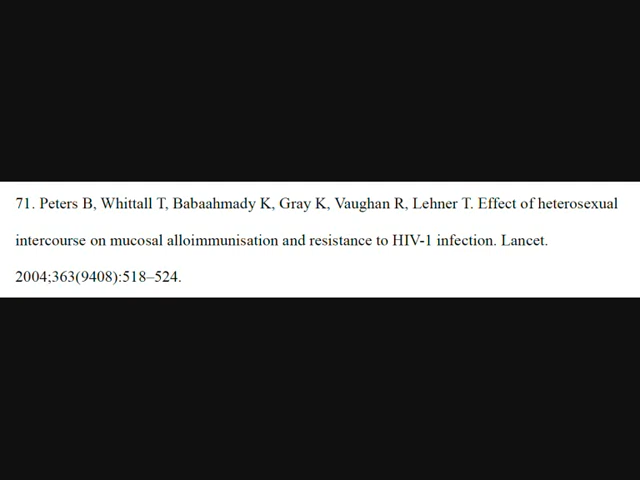 71. Peters B, Whittall T, Babaahmady K, Gray K, Vaughan R, Lehner T. Effect of heterosexual
intercourse on mucosal alloimmunisation and resistance to HIV-1 infection. Lancet.
2004;363(9408):518–524.